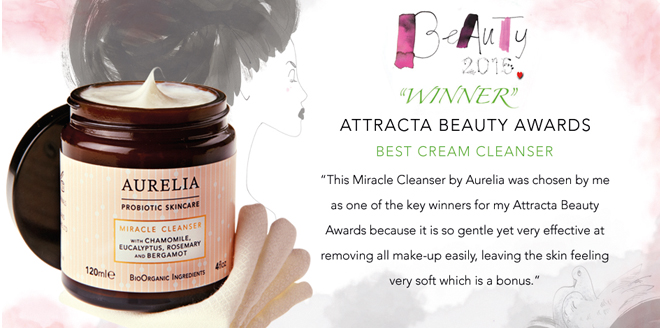 BeAuTy
2015
"WINNER"
ATTRACTA BEAUTY AWARDS
BEST CREAM CLEANSER
"This Miracle Cleanser by Aurelia was chosen by me
as one of the key winners for my Attracta Beauty
Awards because it is so gentle yet very effective at
removing all make-up easily, leaving the skin feeling
very soft which is a bonus."
AURELIA
PROBIOTIC SKINCARE
MIRACLE CLEANSER
WITH CHAMOMILE,
EUCALYPTUS, ROSEMARY
AND BERGAMOT
120ml℮ 4floz
BIOORGANIC INGREDIENTS